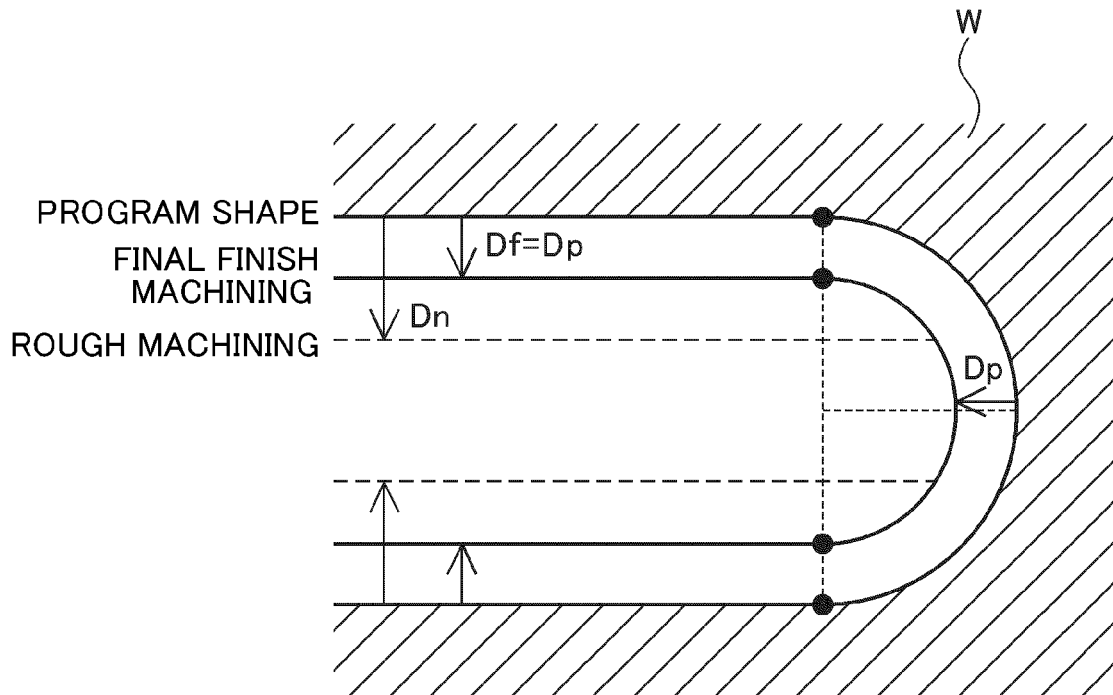 W
PROGRAM SHAPE
Df=Dp
FINAL FINISH
MACHINING
Dn
ROUGH MACHINING
Dp